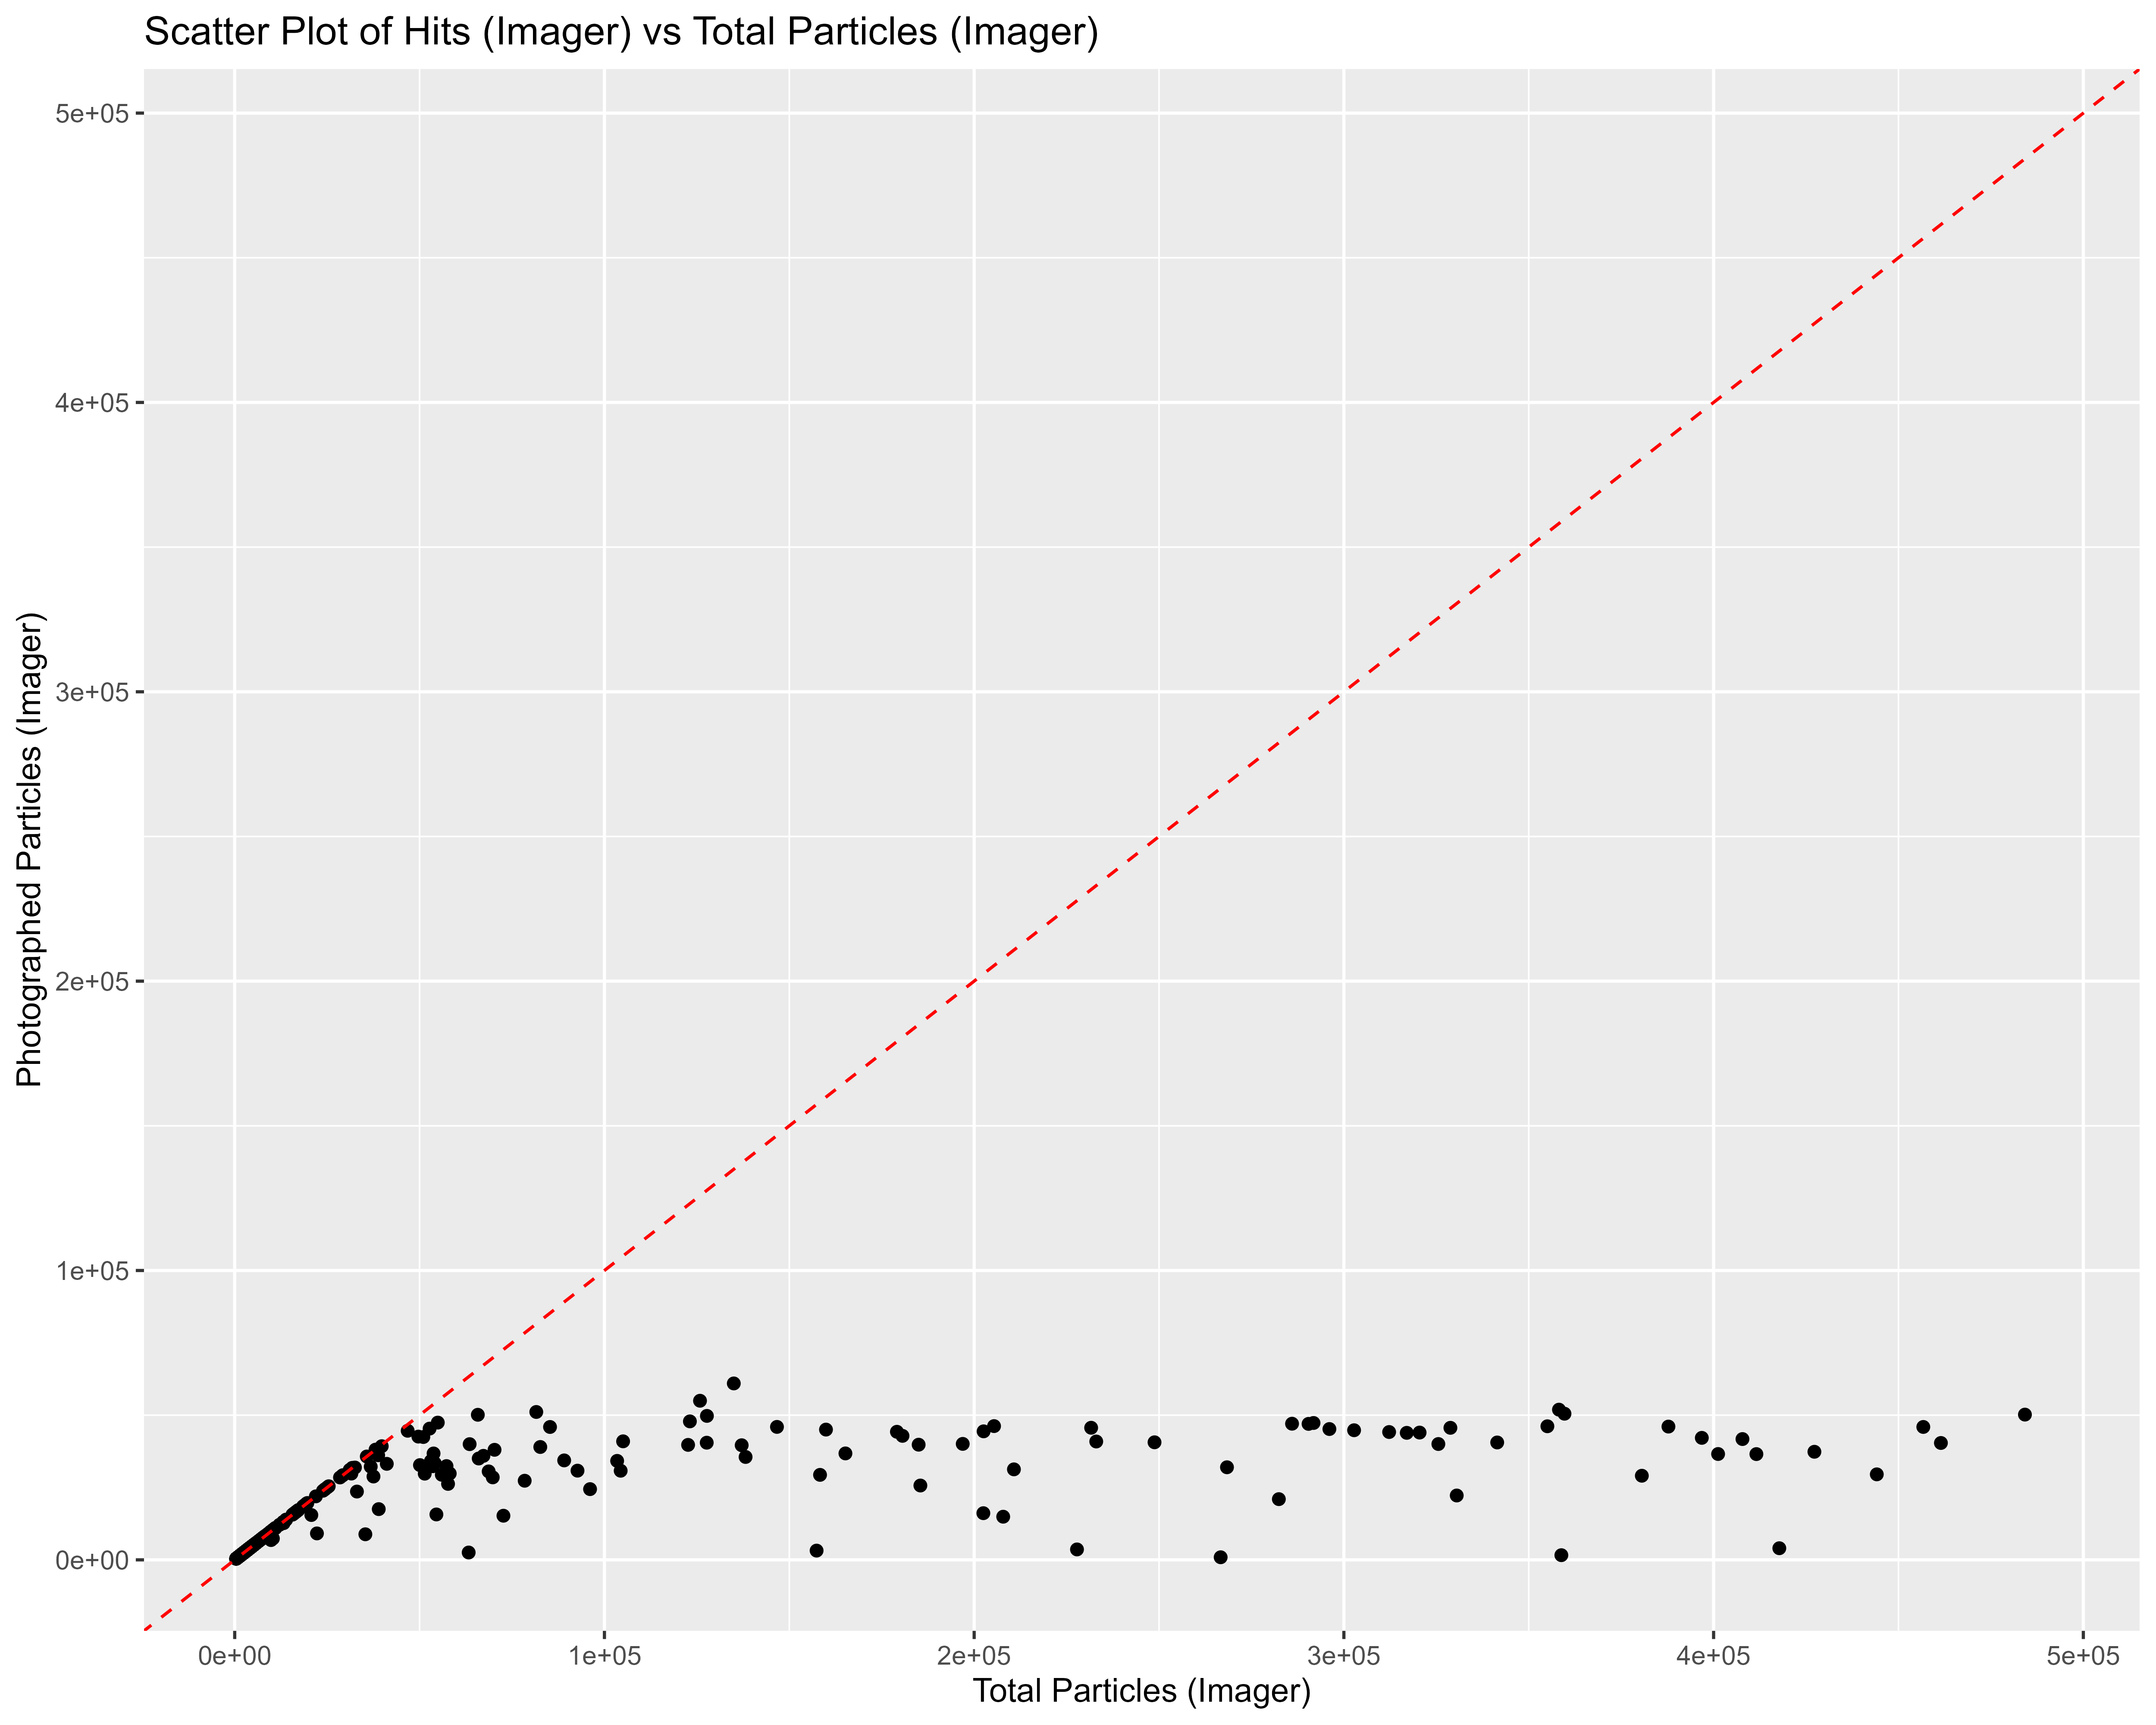 Scatter Plot of Hits (Imager) vs Total Particles (Imager)
Photographed Particles (Imager)
5e+05
4e+05
3e+05
2e+05
1e+05
0e+00
0e+00 1e+05 2e+05 3e+05 4e+05 5e+05
Total Particles (Imager)